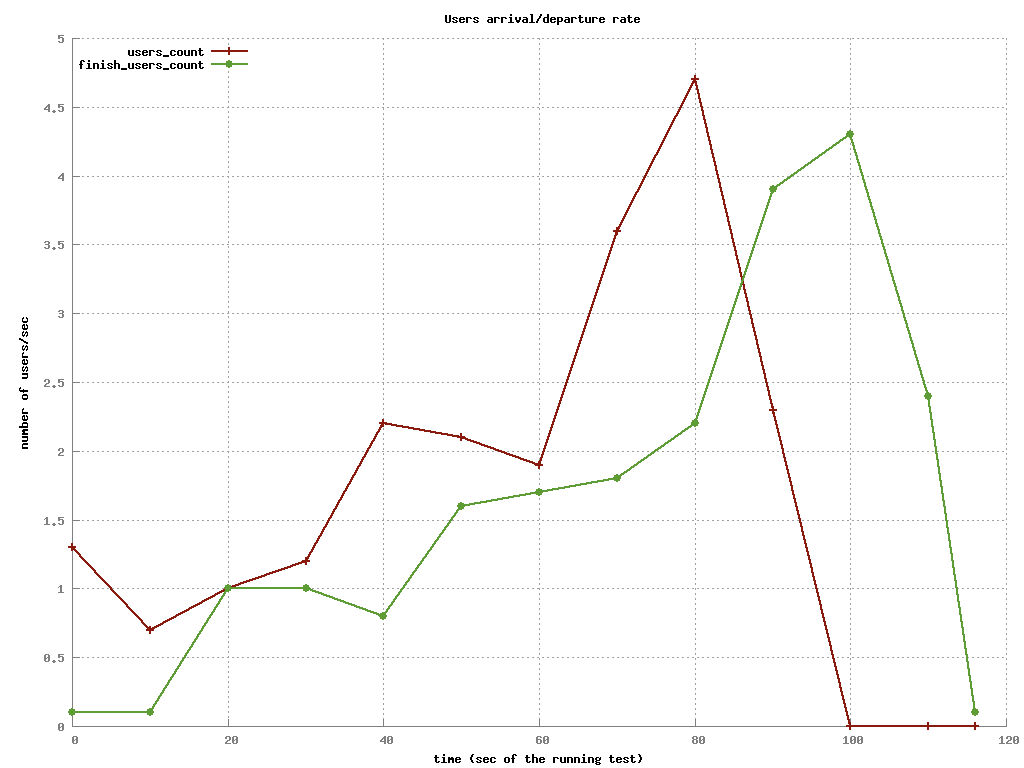 Users arrival/departure rate
users_count
finish_users_count
5
4.5
4
3.5
3
2.5
2
1.5
1
0.5
0
number of users/sec
0 20 40 60 80 100 120
time (sec of the running test)